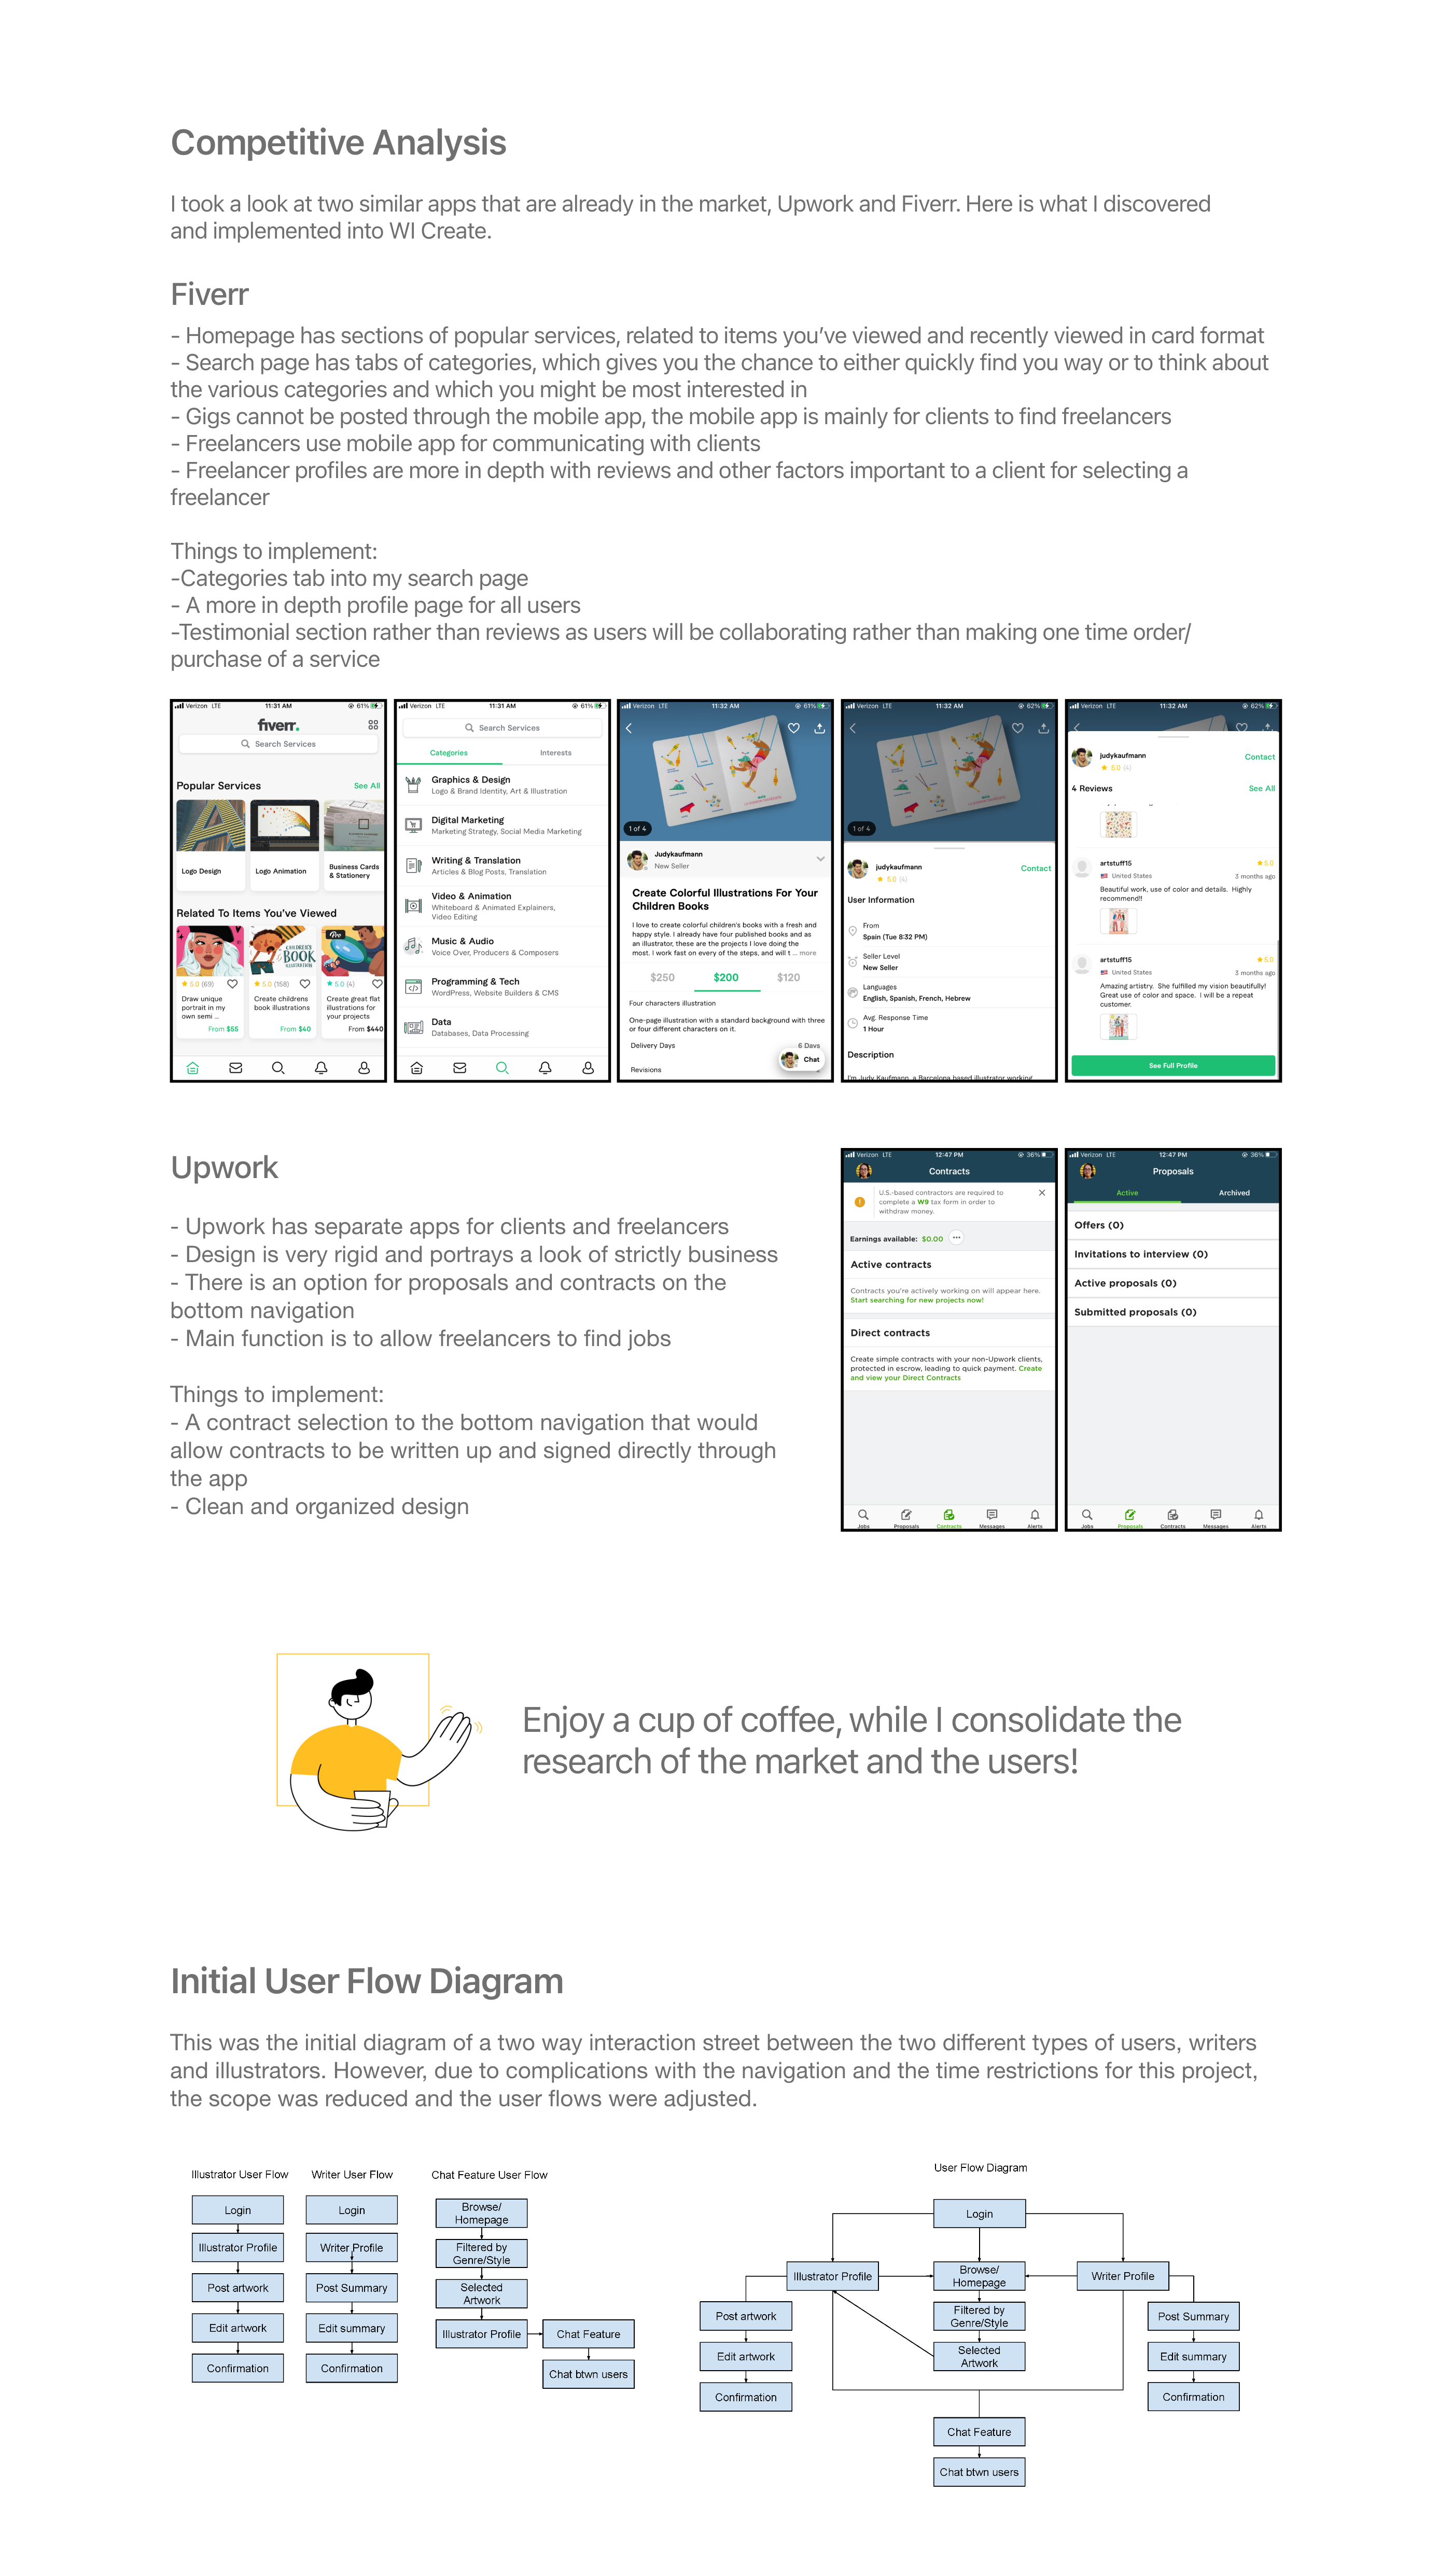 Competitive Analysis
I took a look at two similar apps that are already in the market, Upwork and Fiverr. Here is what I discovered
and implemented into WI Create.
Fiverr
- Homepage has sections of popular services, related to items you've viewed and recently viewed in card format
- Search page has tabs of categories, which gives you the chance to either quickly find you way or to think about
the various categories and which you might be most interested in
- Gigs cannot be posted through the mobile app, the mobile app is mainly for clients to find freelancers
- Freelancers use mobile app for communicating with clients
- Freelancer profiles are more in depth with reviews and other factors important to a client for selecting a
freelancer
Things to implement:
-Categories tab into my search page
- A more in depth profile page for all users
-Testimonial section rather than reviews as users will be collaborating rather than making one time order/
purchase of a service
Verizon LTE 11:31 AM 61%
fiverr.
Search Services
Popular Services See All
Logo Design
Logo Animation
Business Cards
& Stationery
Related To Items You've Viewed
CHILDREN'S
BOOK
Pro
5.0 (69)
Draw unique
portrait in my
own semi ...
From $55
5.0 (158)
Create childrens
book illustrations
From $40
5.0 (4)
Create great flat
illustrations for
your projects
From $440
Verizon LTE 11:31 AM 61%
Search Services
Categories Interests
Graphics & Design
Logo & Brand Identity, Art & Illustration
Digital Marketing
Marketing Strategy, Social Media Marketing
Writing & Translation
Articles & Blog Posts, Translation
Video & Animation
Whiteboard & Animated Explainers,
Video Editing
Music & Audio
Voice Over, Producers & Composers
Programming & Tech
WordPress, Website Builders & CMS
Data
Databases, Data Processing
Verizon LTE 11:32 AM 61%
1 of 4
Judykaufmann
New Seller
Create Colorful Illustrations For Your
Children Books
I love to create colorful children's books with a fresh and
happy style. I already have four published books and as
an illustrator, these are the projects I love doing the
most. I work fast on every of the steps, and will t ... more
$250 $200 $120
Four characters illustration
One-page illustration with a standard background with three
or four different characters on it.
Delivery Days 6 Days
Chat
Revisions
Verizon LTE 11:32 AM 62%
1 of 4
judykaufmann
5.0 (4)
Contact
User Information
From
Spain (Tue 8:32 PM)
Seller Level
New Seller
Languages
English, Spanish, French, Hebrew
Avg. Response Time
1 Hour
Description
I'm Judy Kaufmann, a Barcelona based illustrator working
Verizon LTE 11:32 AM 62%
judykaufmann
5.0 (4)
Contact
4 Reviews See All
artstuff15 5.0
United States 3 months ago
Beautiful work, use of color and details. Highly
recommend!!
artstuff15 5.0
United States 3 months ago
Amazing artistry. She fulfilled my vision beautifully!
Great use of color and space. I will be a repeat
customer.
See Full Profile
Upwork
- Upwork has separate apps for clients and freelancers
- Design is very rigid and portrays a look of strictly business
- There is an option for proposals and contracts on the
bottom navigation
- Main function is to allow freelancers to find jobs
Things to implement:
- A contract selection to the bottom navigation that would
allow contracts to be written up and signed directly through
the app
- Clean and organized design
Verizon LTE 12:47 PM 36%
Contracts
U.S.-based contractors are required to
complete a W9 tax form in order to
withdraw money.
Earnings available: $0.00
Active contracts
Contracts you're actively working on will appear here.
Start searching for new projects now!
Direct contracts
Create simple contracts with your non-Upwork clients,
protected in escrow, leading to quick payment. Create
and view your Direct Contracts
Jobs Proposals Contracts Messages Alerts
Verizon LTE 12:47 PM 36%
Proposals
Active Archived
Offers (0)
Invitations to interview (0)
Active proposals (0)
Submitted proposals (0)
Jobs Proposals Contracts Messages Alerts
Enjoy a cup of coffee, while I consolidate the
research of the market and the users!
Initial User Flow Diagram
This was the initial diagram of a two way interaction street between the two different types of users, writers
and illustrators. However, due to complications with the navigation and the time restrictions for this project,
the scope was reduced and the user flows were adjusted.
Illustrator User Flow
Login
Illustrator Profile
Post artwork
Edit artwork
Confirmation
Writer User Flow
Login
Writer Profile
Post Summary
Edit summary
Confirmation
Chat Feature User Flow
Browse/
Homepage
Filtered by
Genre/Style
Selected
Artwork
Illustrator Profile
Chat Feature
Chat btwn users
User Flow Diagram
Login
Illustrator Profile
Browse/
Homepage
Writer Profile
Post artwork
Filtered by
Genre/Style
Post Summary
Edit artwork
Selected
Artwork
Edit summary
Confirmation
Confirmation
Chat Feature
Chat btwn users